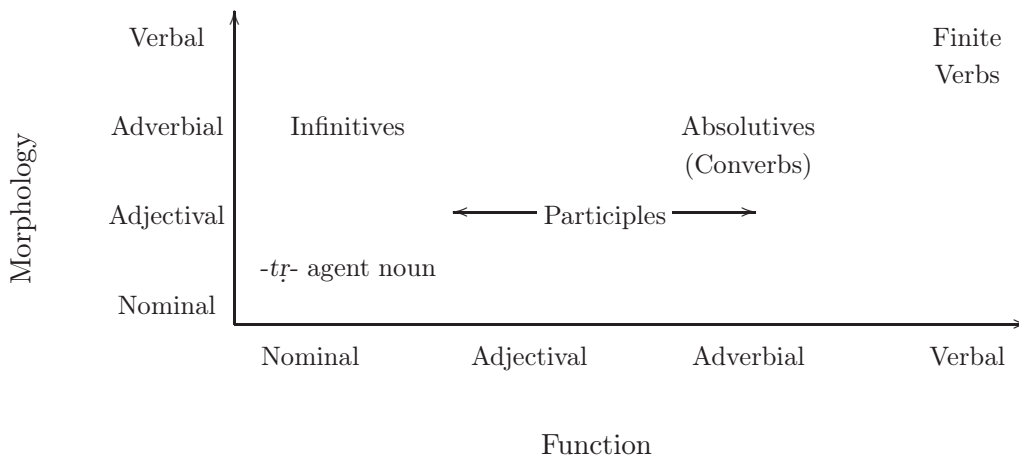 Verbal
Finite
Verbs
Adverbial
Infinitives
Absolutives
(Converbs)
Adjectival
Participles
Morphology
-tṛ- agent noun
Nominal
Nominal
Adjectival
Adverbial
Verbal
Function